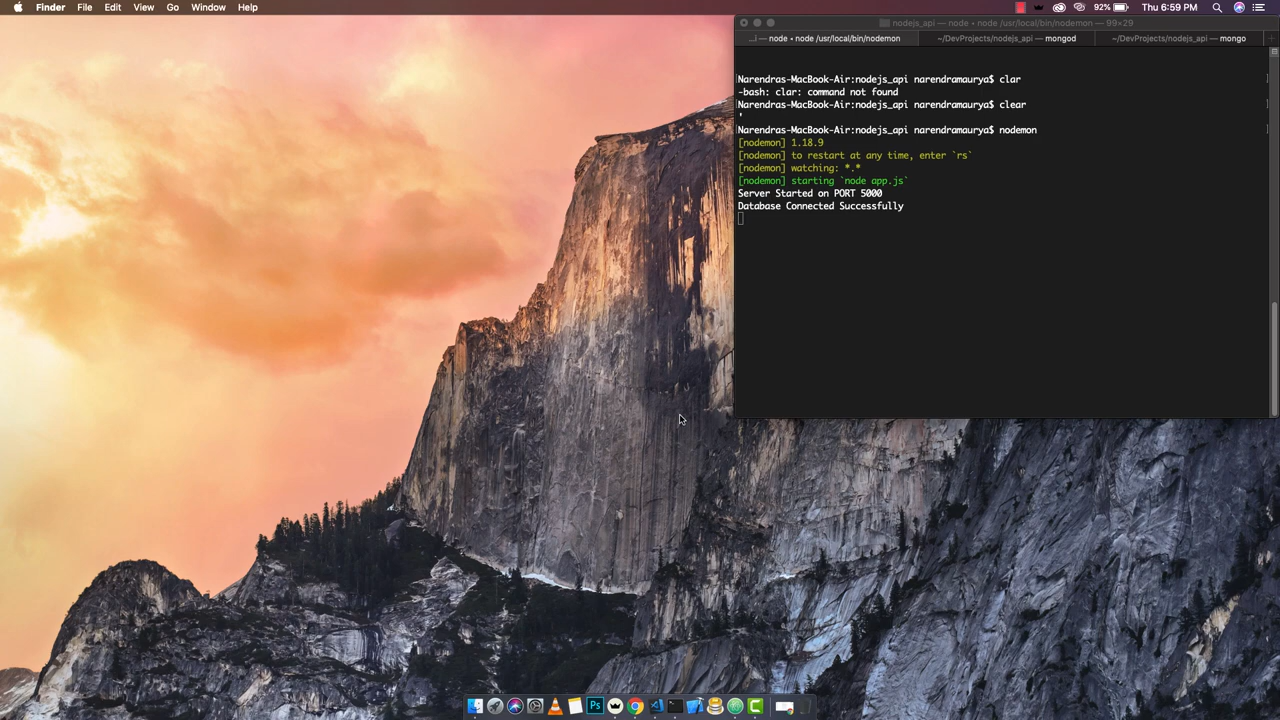 Finder File Edit View Go Window Help
92% Thu 6:59 PM
nodejs_api — node • node /usr/local/bin/nodemon — 99×29
...] — node • node /usr/local/bin/nodemon
~/DevProjects/nodejs_api — mongod
~/DevProjects/nodejs_api — mongo
Narendras-MacBook-Air:nodejs_api narendramaurya$ clar
-bash: clar: command not found
Narendras-MacBook-Air:nodejs_api narendramaurya$ clear
'
Narendras-MacBook-Air:nodejs_api narendramaurya$ nodemon
[nodemon] 1.18.9
[nodemon] to restart at any time, enter `rs`
[nodemon] watching: *.*
[nodemon] starting `node app.js`
Server Started on PORT 5000
Database Connected Successfully
Ps